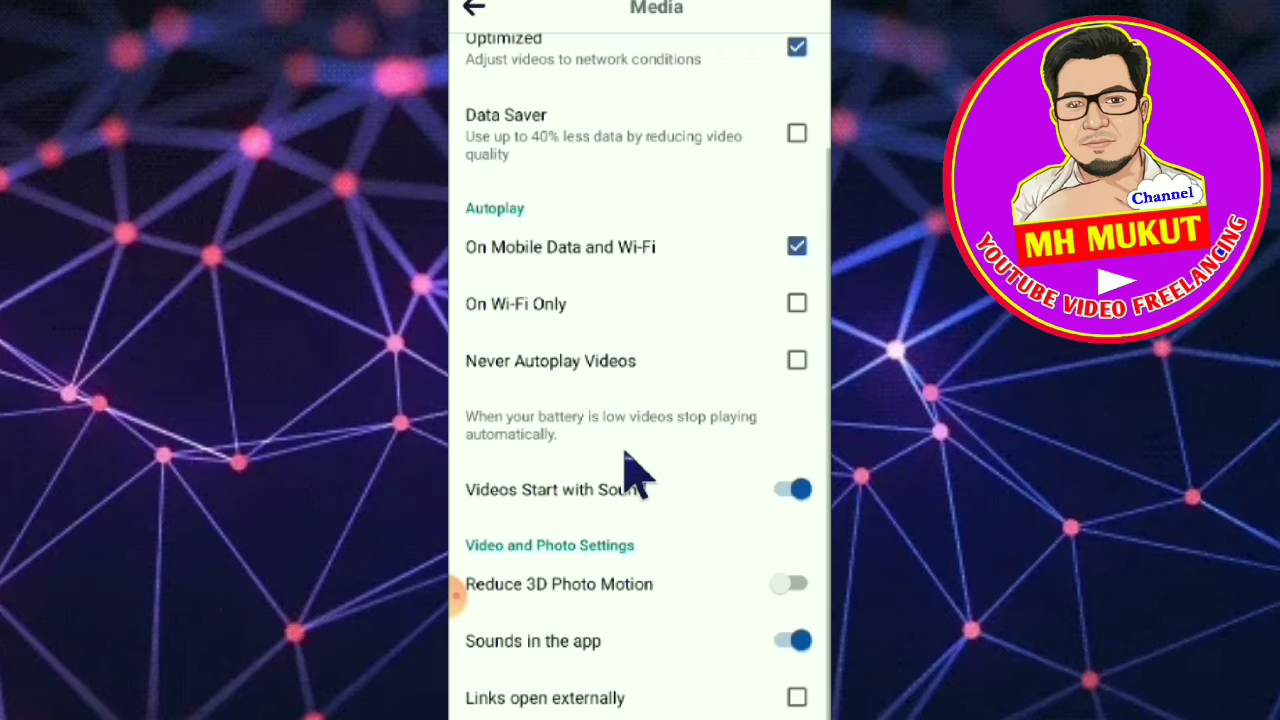 Media
Optimized
Adjust videos to network conditions
Data Saver
Use up to 40% less data by reducing video
quality
Autoplay
On Mobile Data and Wi-Fi
On Wi-Fi Only
Never Autoplay Videos
When your battery is low videos stop playing
automatically.
Videos Start with Sound
Video and Photo Settings
Reduce 3D Photo Motion
Sounds in the app
Links open externally
Channel
MH MUKUT
YOUTUBE VIDEO FREELANCING